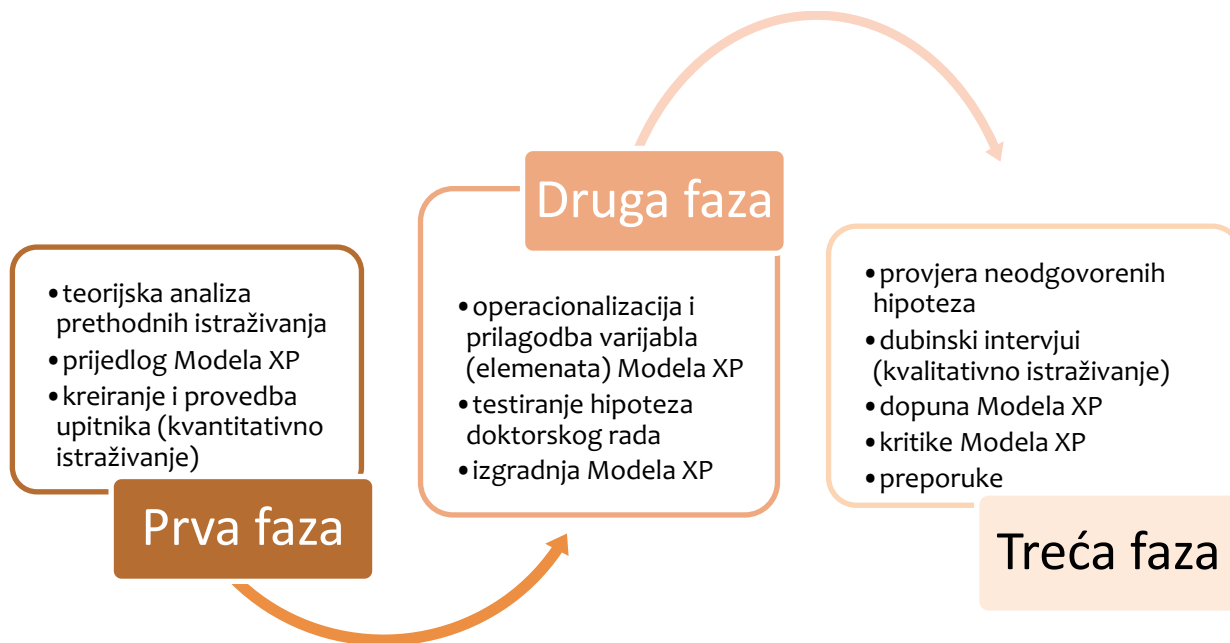 •teorijska analiza
prethodnih istraživanja
•prijedlog Modela XP
•kreiranje i provedba
upitnika (kvantitativno
istraživanje)
Prva faza
Druga faza
•operacionalizacija i
prilagodba varijabla
(elemenata) Modela XP
•testiranje hipoteza
doktorskog rada
•izgradnja Modela XP
•provjera neodgovorenih
hipoteza
•dubinski intervjui
(kvalitativno istraživanje)
•dopuna Modela XP
•kritike Modela XP
•preporuke
Treća faza